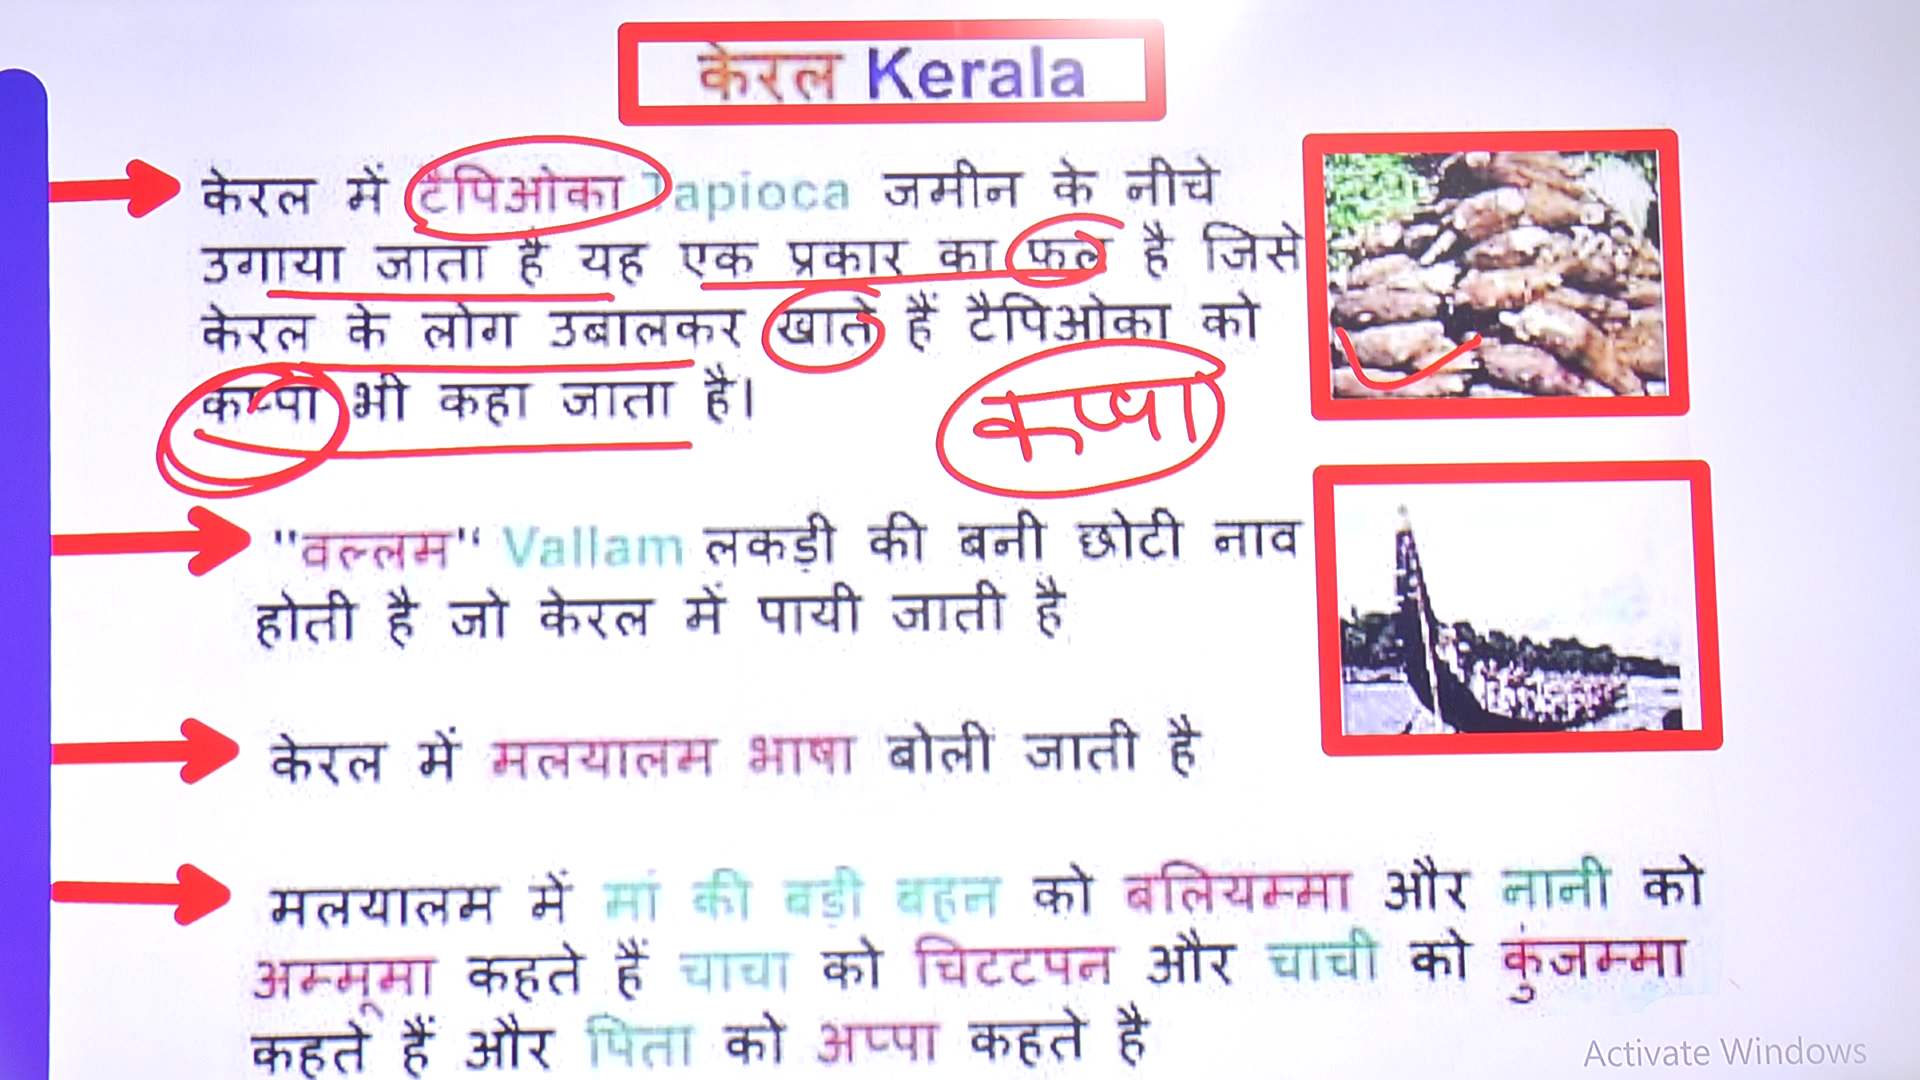 केरल Kerala
केरल में टैपिओका Tapioca जमीन के नीचे
उगाया जाता है यह एक प्रकार का फल है जिसे
केरल के लोग उबालकर खाते हैं टैपिओका को
कप्पा भी कहा जाता है।
कप्पा
"वल्लम" Vallam लकड़ी की बनी छोटी नाव
होती है जो केरल में पायी जाती है
केरल में मलयालम भाषा बोली जाती है
मलयालम में मां की बड़ी बहन को बलियम्मा और नानी को
अम्मूमा कहते हैं चाचा को चिटटपन और चाची को कुंजम्मा
कहते हैं और पिता को अप्पा कहते है
Activate Windows